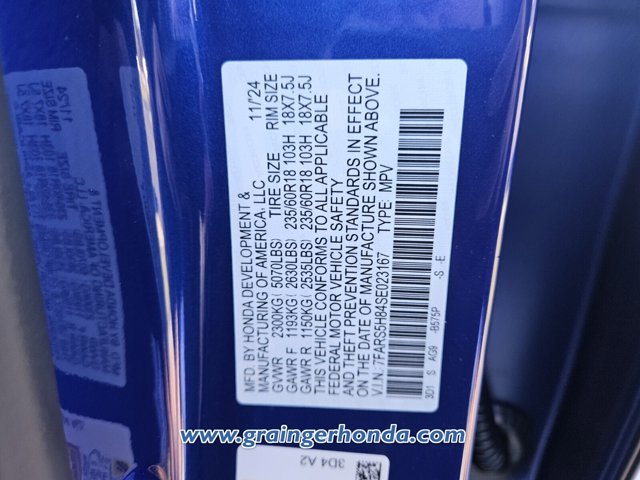 MFD. BY HONDA DEVELOPMENT & 11/24
MANUFACTURING OF AMERICA, LLC
TIRE SIZE RIM SIZE
GVWR 2300KG( 5070LBS)
GAWR F 1193KG( 2630LBS) 235/60R18 103H 18X7.5J
GAWR R 1150KG( 2535LBS) 235/60R18 103H 18X7.5J
THIS VEHICLE CONFORMS TO ALL APPLICABLE
FEDERAL MOTOR VEHICLE SAFETY
AND THEFT PREVENTION STANDARDS IN EFFECT
ON THE DATE OF MANUFACTURE SHOWN ABOVE.
V.I.N.: 7FARS5H84SE023167 TYPE: MPV
3D1 S AG9 -B575P -S -E
3D4 A2
www.graingerhonda.com